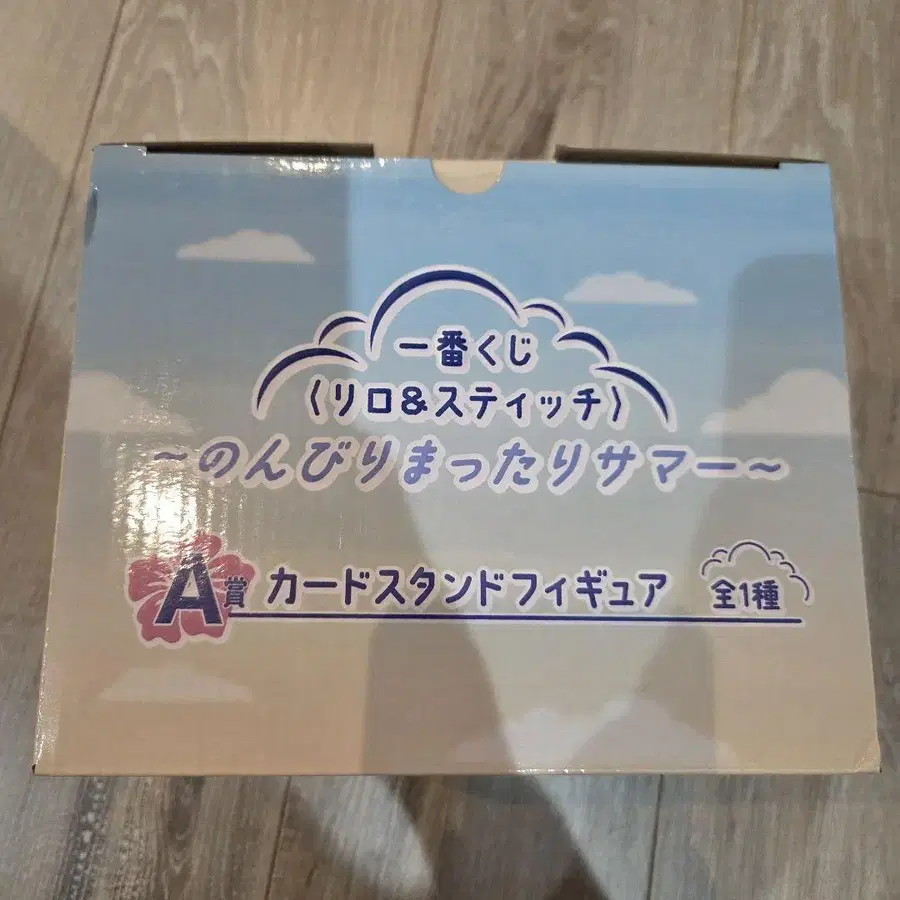 一番くじ
〈リロ&スティッチ〉
～のんびりまったりサマー～
A賞 カードスタンドフィギュア 全1種